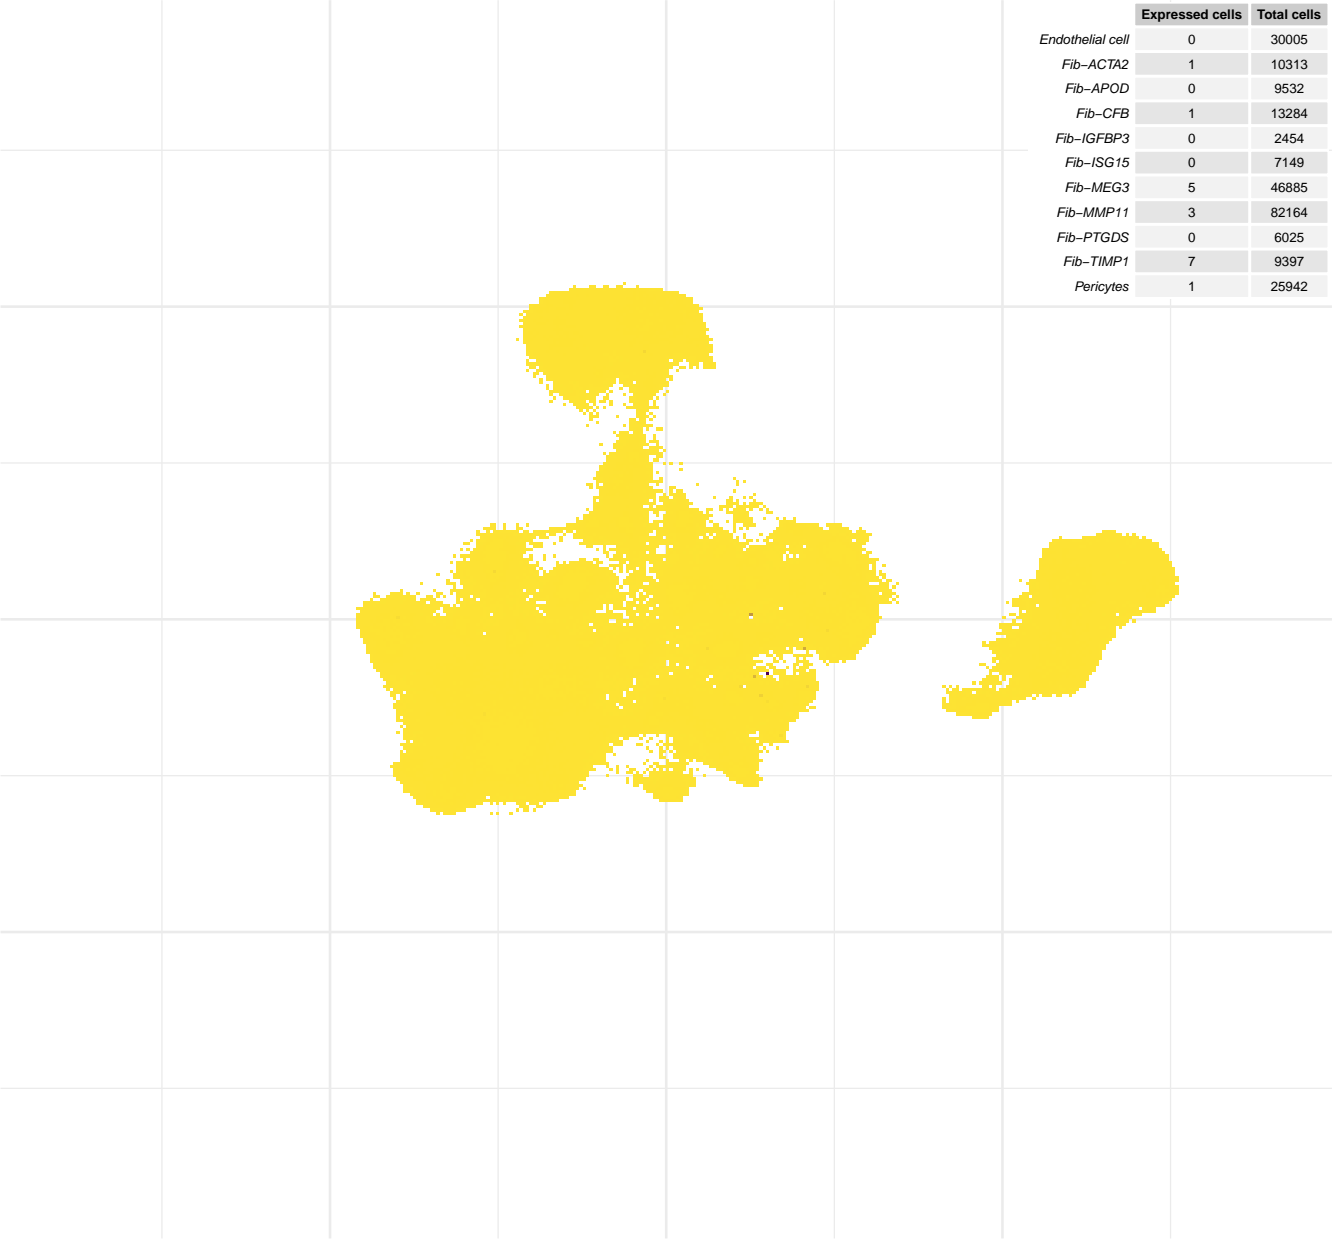 Expressed cells Total cells
Endothelial cell 0 30005
Fib−ACTA2 1 10313
Fib−APOD 0 9532
Fib−CFB 1 13284
Fib−IGFBP3 0 2454
Fib−ISG15 0 7149
Fib−MEG3 5 46885
Fib−MMP11 3 82164
Fib−PTGDS 0 6025
Fib−TIMP1 7 9397
Pericytes 1 25942